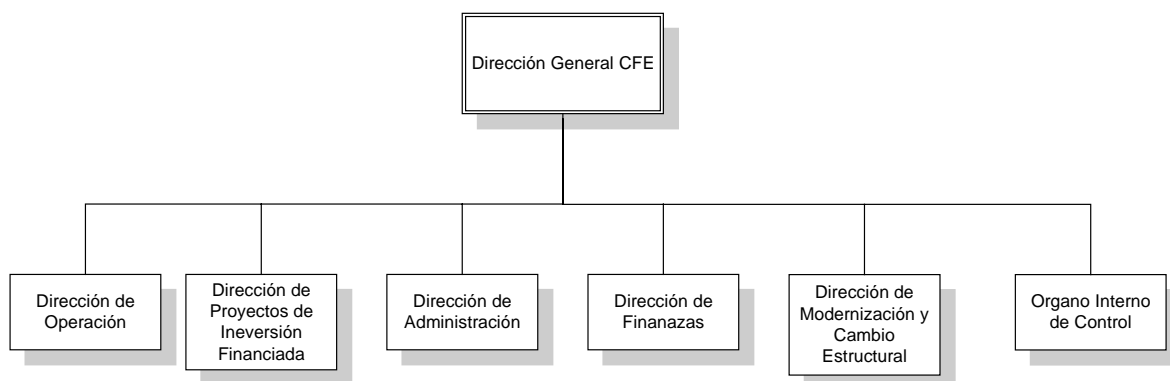 Dirección General CFE
Dirección de
Operación
Dirección de
Proyectos de
Ineversión
Financiada
Dirección de
Administración
Dirección de
Finanazas
Dirección de
Modernización y
Cambio
Estructural
Organo Interno
de Control